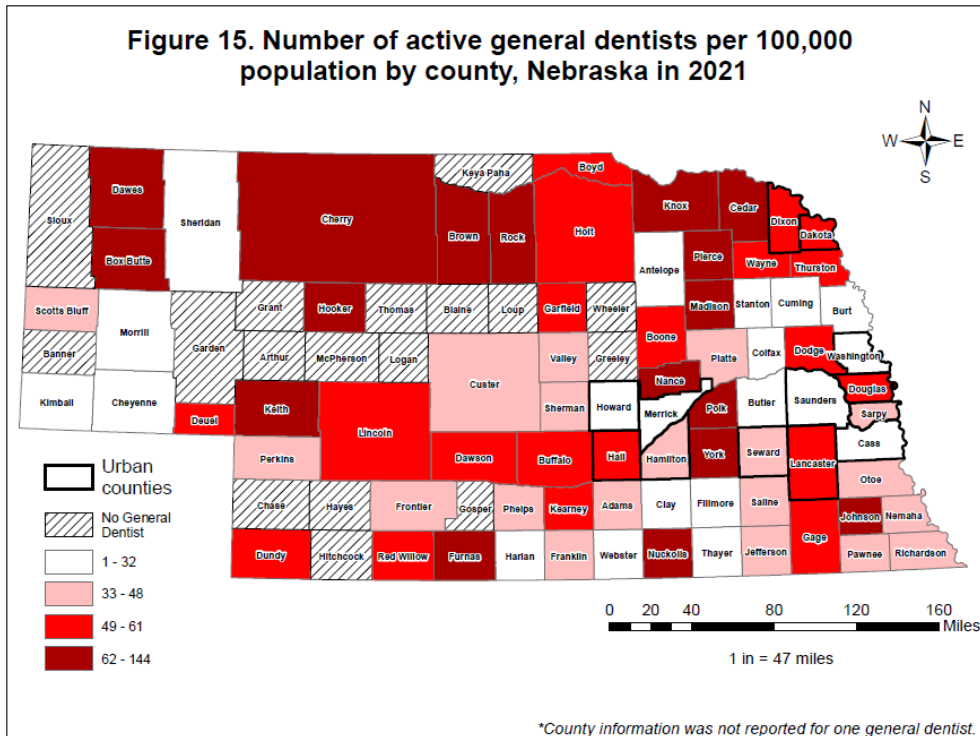 Figure 15. Number of active general dentists per 100,000
population by county, Nebraska in 2021
N
W E
S
Keya Paha
Boyd
Dawes
Knox
Cedar
Sioux
Sheridan
Cherry
Dixon
Brown
Rock
Holt
Dakota
Box Butte
Pierce
Wayne
Thurston
Antelope
Grant
Hooker
Thomas
Blaine
Loup
Garfield
Wheeler
Madison
Stanton
Cuming
Burt
Scotts Bluff
Morrill
Garden
Boone
Banner
Arthur
McPherson
Logan
Valley
Greeley
Platte
Colfax
Dodge
Washington
Custer
Nance
Douglas
Kimball
Cheyenne
Keith
Sherman
Howard
Merrick
Polk
Butler
Saunders
Sarpy
Deuel
Lincoln
Cass
Perkins
Dawson
Buffalo
Hall
Hamilton
York
Seward
Lancaster
Otoe
Chase
Hayes
Frontier
Gosper
Phelps
Kearney
Adams
Clay
Fillmore
Saline
Johnson
Nemaha
Dundy
Hitchcock
Red Willow
Furnas
Harlan
Franklin
Webster
Nuckolls
Thayer
Jefferson
Gage
Pawnee
Richardson
Urban
counties
No General
Dentist
1 - 32
33 - 48
49 - 61
62 - 144
0 20 40 80 120 160
Miles
1 in = 47 miles
*County information was not reported for one general dentist.